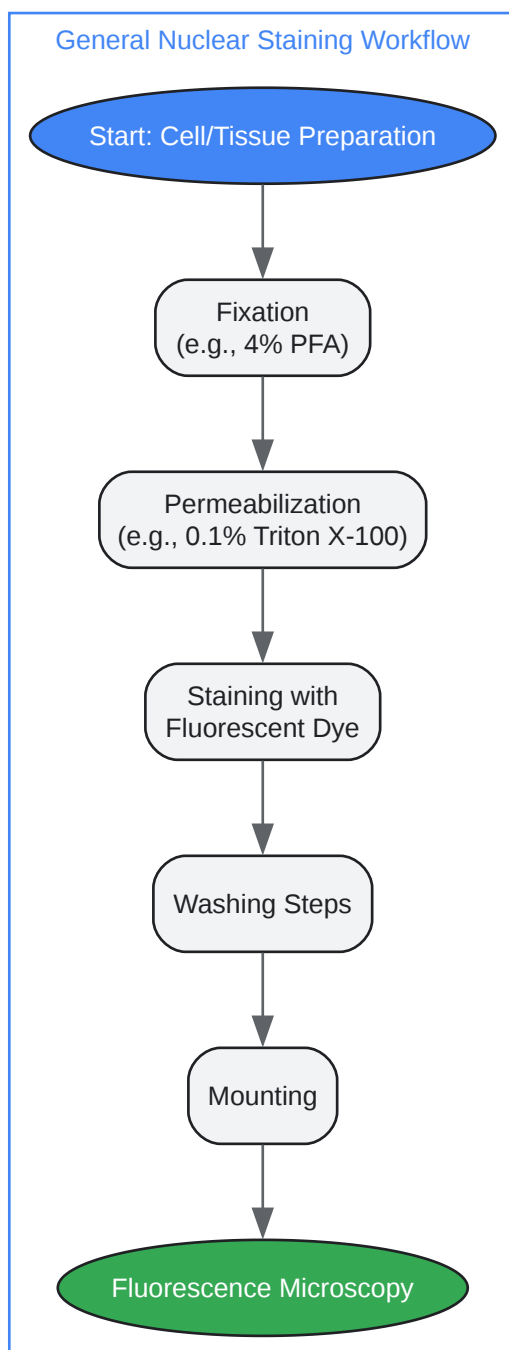 General Nuclear Staining Workflow
Start: Cell/Tissue Preparation
Fixation
(e.g., 4% PFA)
Permeabilization
(e.g., 0.1% Triton X-100)
Staining with
Fluorescent Dye
Washing Steps
Mounting
Fluorescence Microscopy